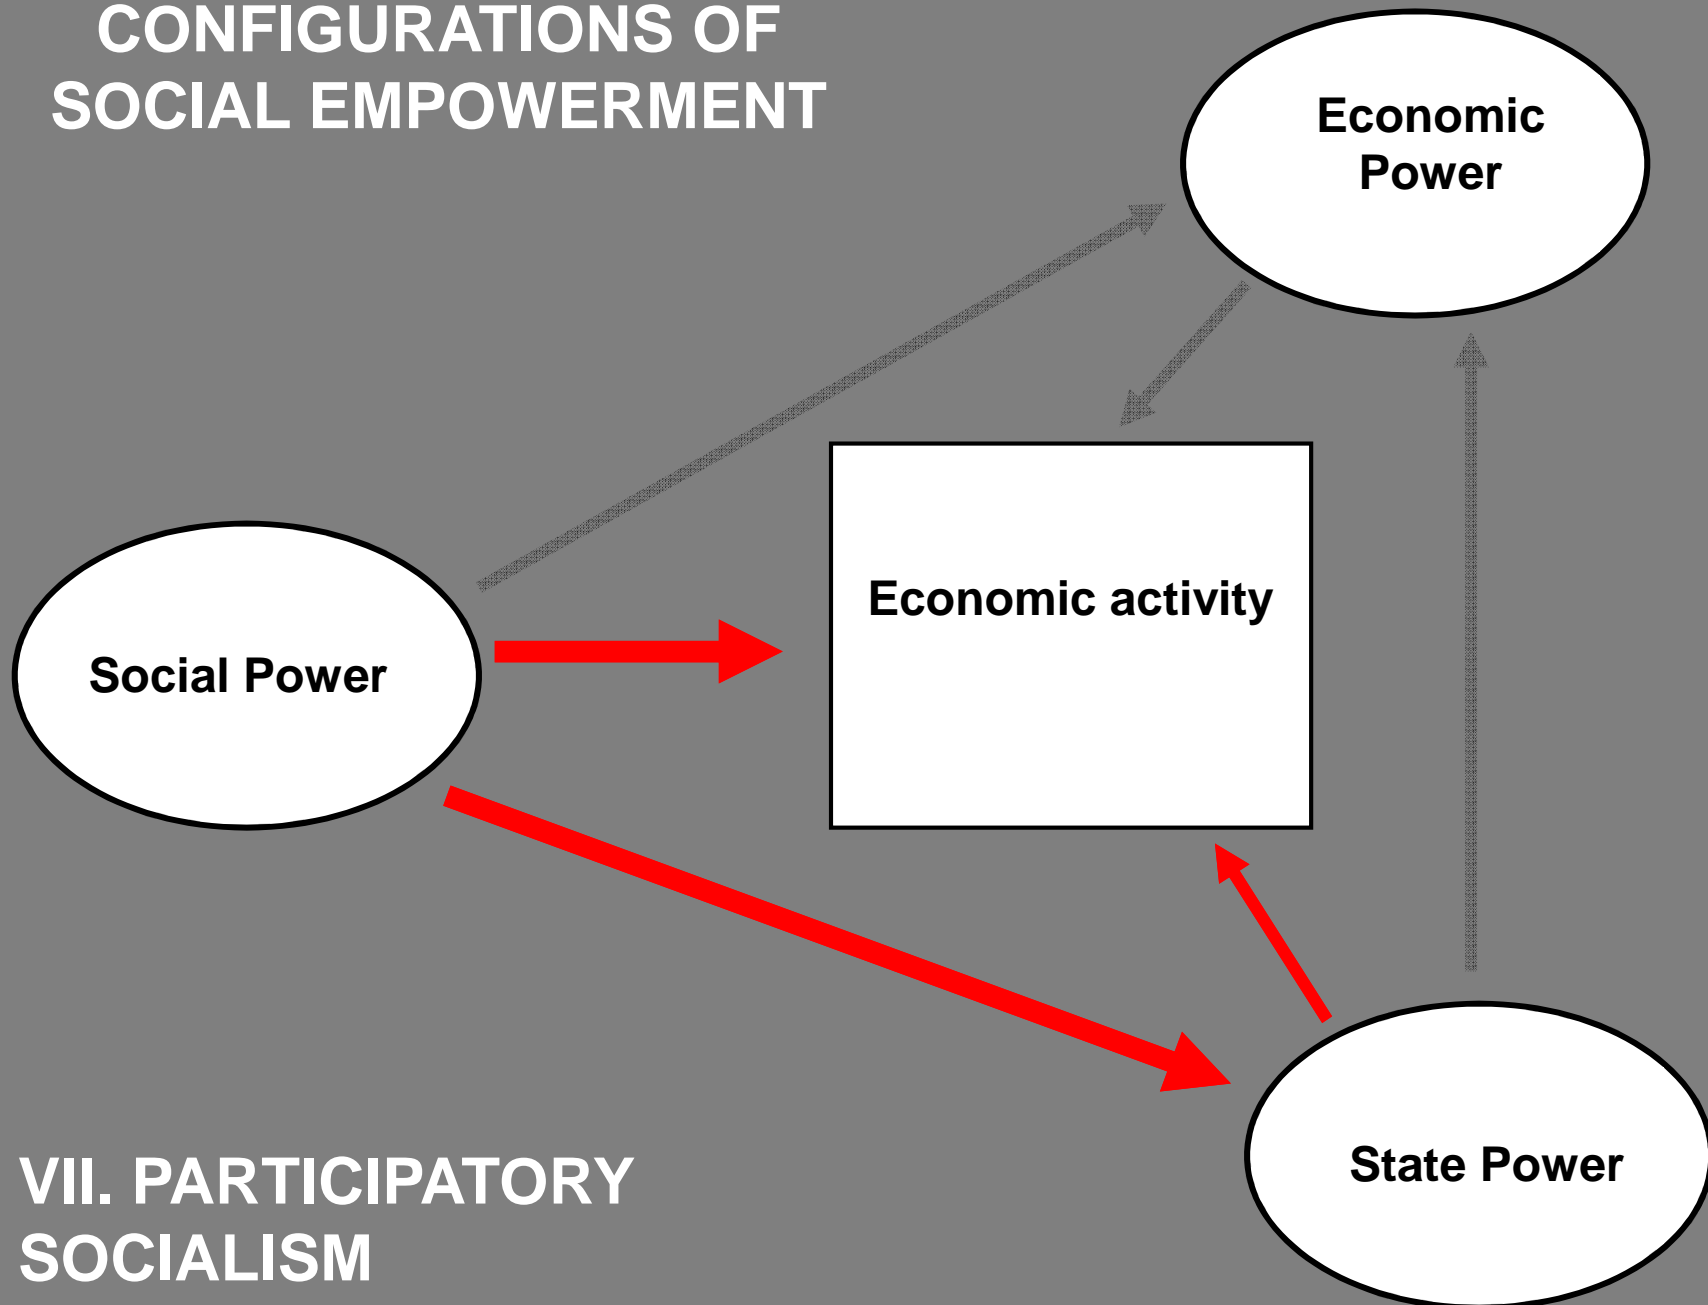 CONFIGURATIONS OF
SOCIAL EMPOWERMENT
Economic
Power
Economic activity
Social Power
State Power
VII. PARTICIPATORY
SOCIALISM